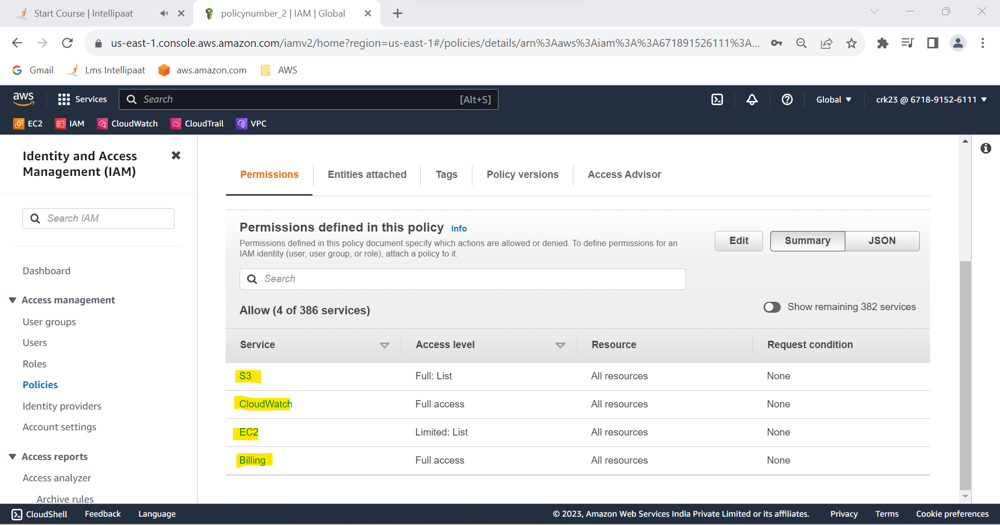 Start Course | Intellipaat
policynumber_2 | IAM | Global
us-east-1.console.aws.amazon.com/iamv2/home?region=us-east-1#/policies/details/arn%3Aaws%3Aiam%3A%3A671891526111%3A...
Gmail
Lms Intellipaat
aws.amazon.com
AWS
aws
Services
Search
[Alt+S]
Global
crk23 @ 6718-9152-6111
EC2
IAM
CloudWatch
CloudTrail
VPC
Identity and Access
Management (IAM)
Search IAM
Dashboard
Access management
User groups
Users
Roles
Policies
Identity providers
Account settings
Access reports
Access analyzer
Archive rules
Permissions
Entities attached
Tags
Policy versions
Access Advisor
Permissions defined in this policy Info
Permissions defined in this policy document specify which actions are allowed or denied. To define permissions for an
IAM identity (user, user group, or role), attach a policy to it.
Edit
Summary
JSON
Search
Allow (4 of 386 services)
Show remaining 382 services
Service Access level Resource Request condition
S3 Full: List All resources None
CloudWatch Full access All resources None
EC2 Limited: List All resources None
Billing Full access All resources None
CloudShell
Feedback
Language
© 2023, Amazon Web Services India Private Limited or its affiliates.
Privacy
Terms
Cookie preferences